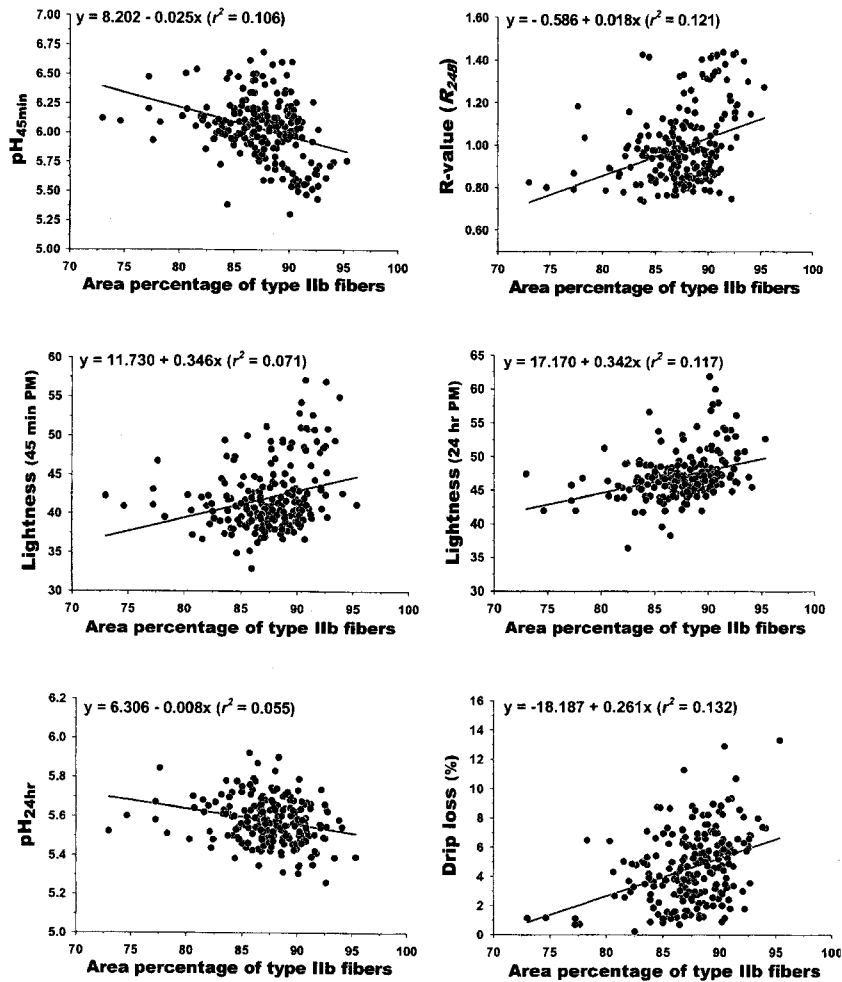 y = 8.202 - 0.025x (r² = 0.106)
7.00
6.75
6.50
6.25
6.00
5.75
5.50
5.25
5.00
pH45min
70 75 80 85 90 95 100
Area percentage of type IIb fibers
y = - 0.586 + 0.018x (r² = 0.121)
1.60
1.40
1.20
1.00
0.80
0.60
R-value (R248)
70 75 80 85 90 95 100
Area percentage of type IIb fibers
y = 11.730 + 0.346x (r² = 0.071)
60
55
50
45
40
35
30
Lightness (45 min PM)
70 75 80 85 90 95 100
Area percentage of type IIb fibers
y = 17.170 + 0.342x (r² = 0.117)
65
60
55
50
45
40
35
30
Lightness (24 hr PM)
70 75 80 85 90 95 100
Area percentage of type IIb fibers
y = 6.306 - 0.008x (r² = 0.055)
6.2
6.0
5.8
5.6
5.4
5.2
5.0
pH24hr
70 75 80 85 90 95 100
Area percentage of type IIb fibers
y = -18.187 + 0.261x (r² = 0.132)
16
14
12
10
8
6
4
2
0
Drip loss (%)
70 75 80 85 90 95 100
Area percentage of type IIb fibers